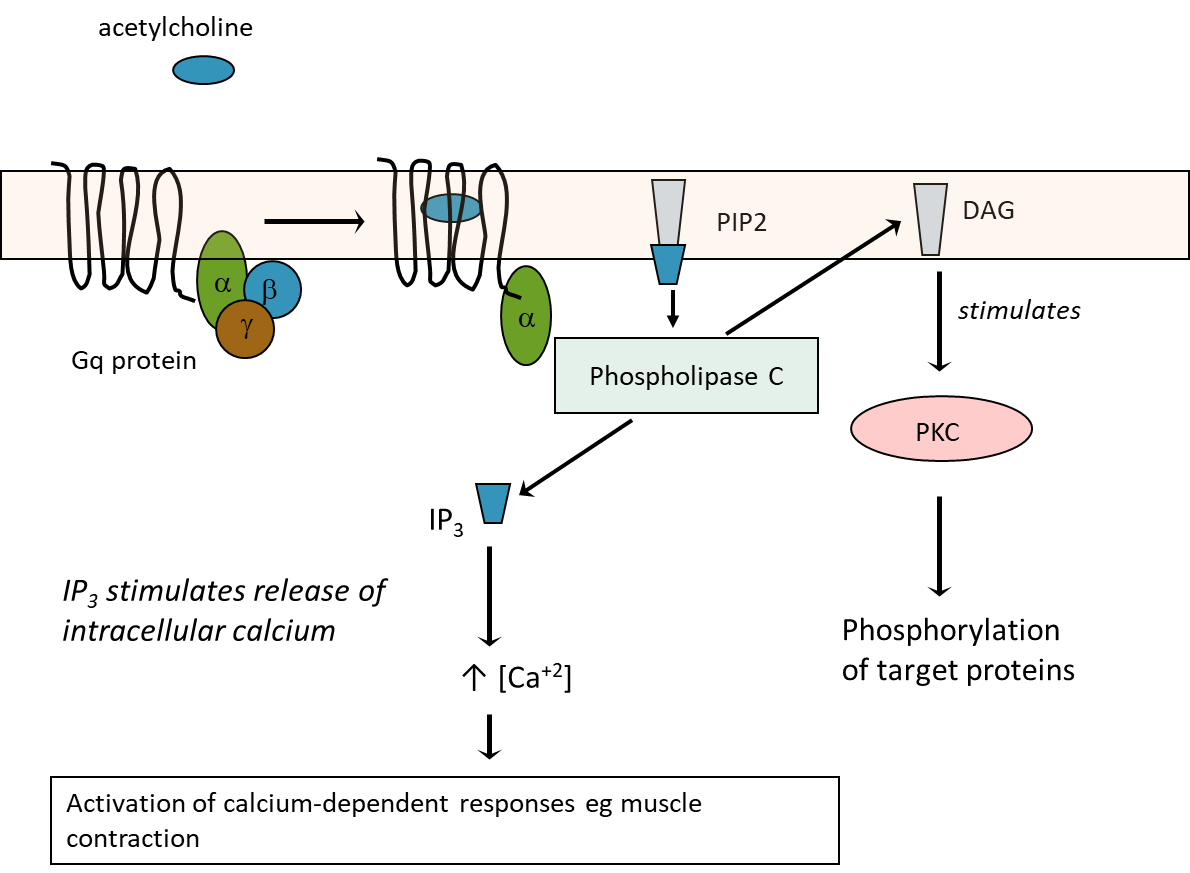 acetylcholine
PIP2
DAG
α
β
γ
α
Gq protein
stimulates
Phospholipase C
PKC
IP₃
IP₃ stimulates release of
intracellular calcium
↑ [Ca⁺²]
Phosphorylation
of target proteins
Activation of calcium-dependent responses eg muscle
contraction